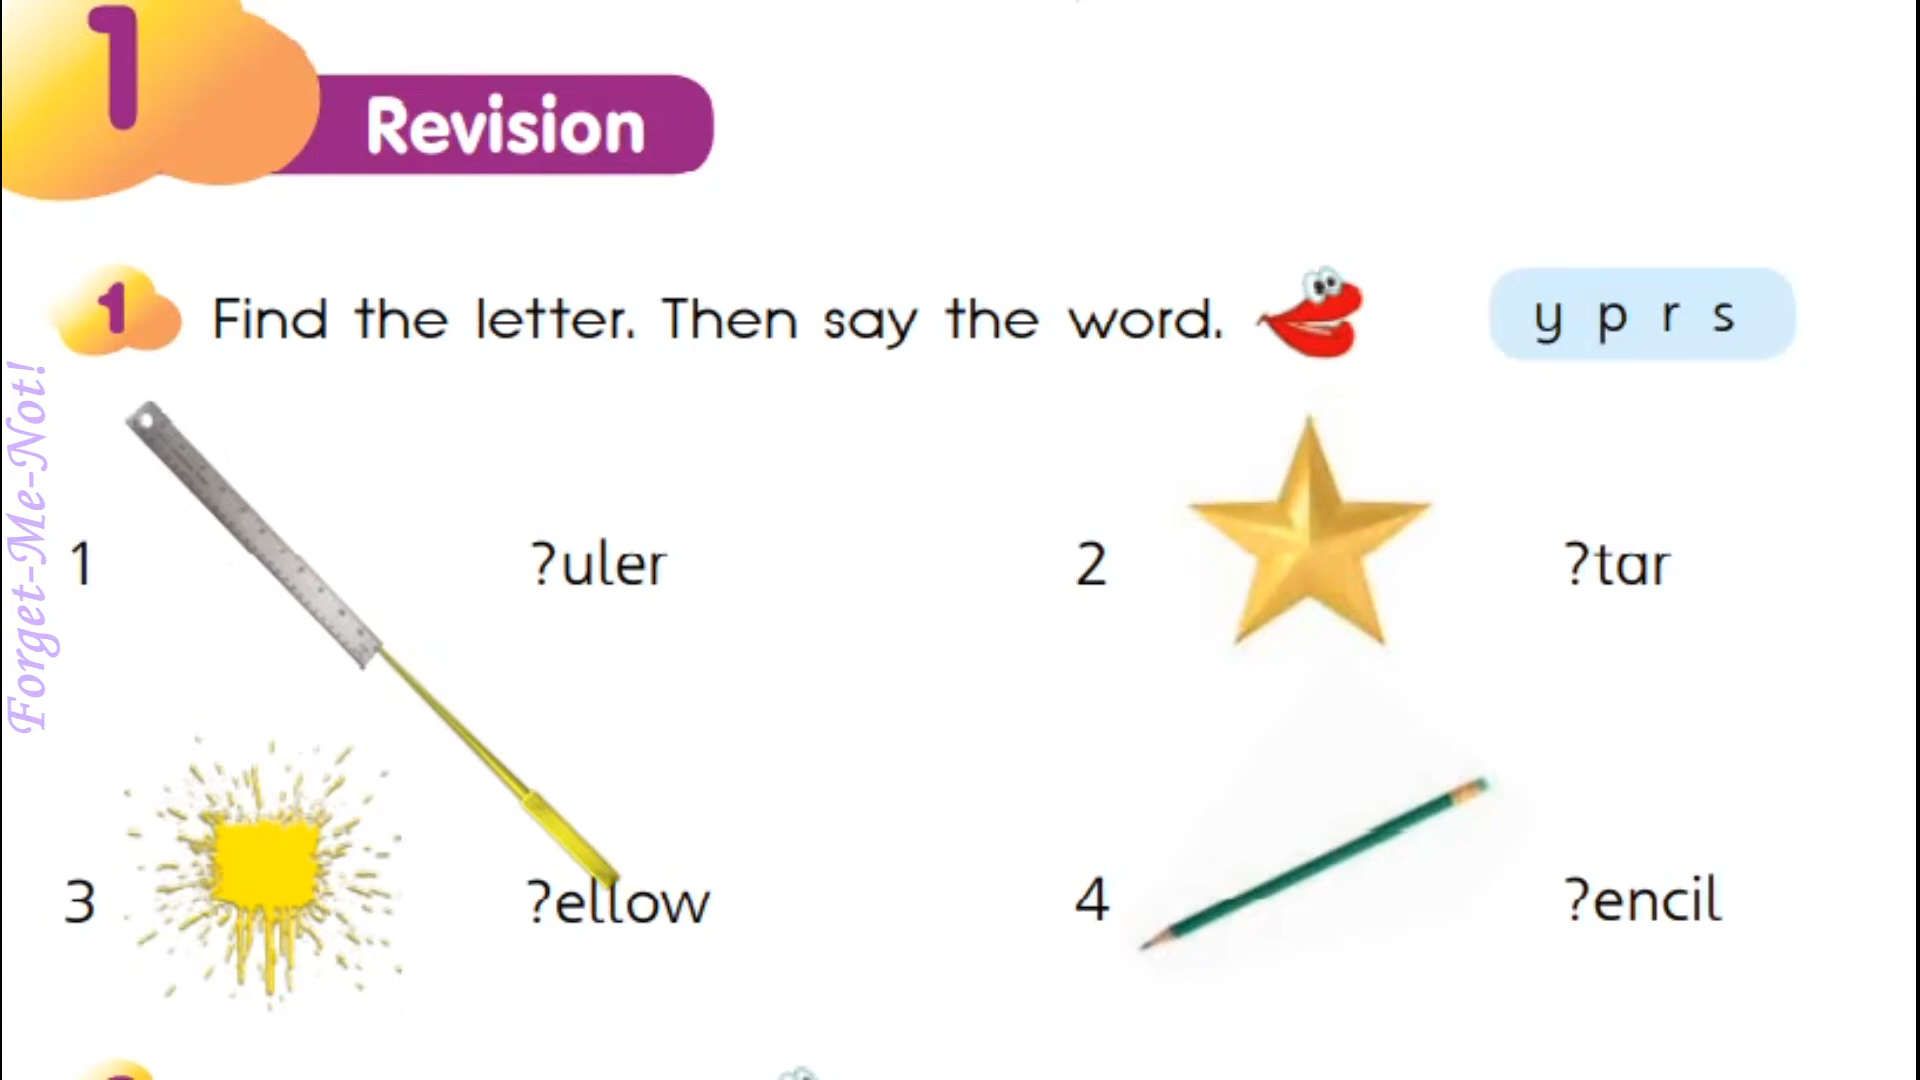 1
Revision
1 Find the letter. Then say the word.
y p r s
1 ?uler
2 ?tar
3 ?ellow
4 ?encil
Forget-Me-Not!